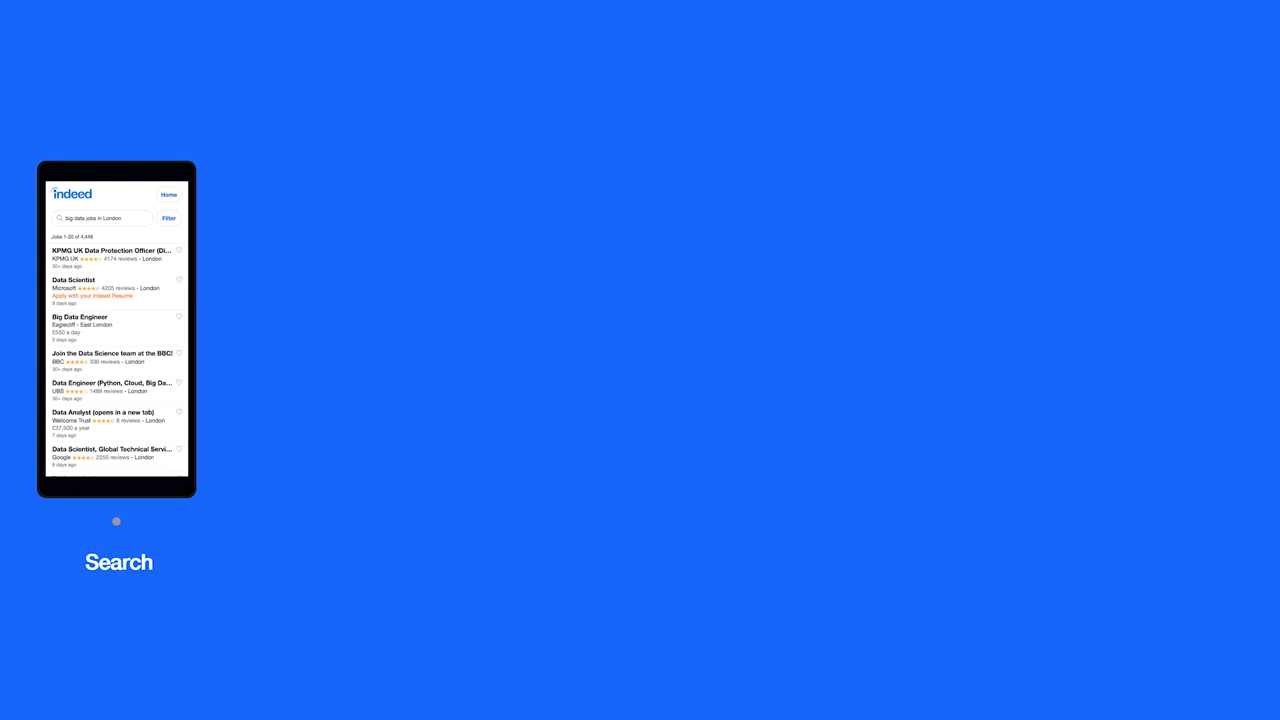 indeed
Home
big data jobs in London
Filter
Jobs 1-20 of 4,448
KPMG UK Data Protection Officer (Di...
KPMG UK 4174 reviews - London
30+ days ago
Data Scientist
Microsoft 4205 reviews - London
Apply with your Indeed Resume
9 days ago
Big Data Engineer
Eaglecliff - East London
£550 a day
2 days ago
Join the Data Science team at the BBC!
BBC 336 reviews - London
30+ days ago
Data Engineer (Python, Cloud, Big Da...
UBS 1489 reviews - London
30+ days ago
Data Analyst (opens in a new tab)
Wellcome Trust 6 reviews - London
£37,500 a year
7 days ago
Data Scientist, Global Technical Servi...
Google 2255 reviews - London
8 days ago
Search